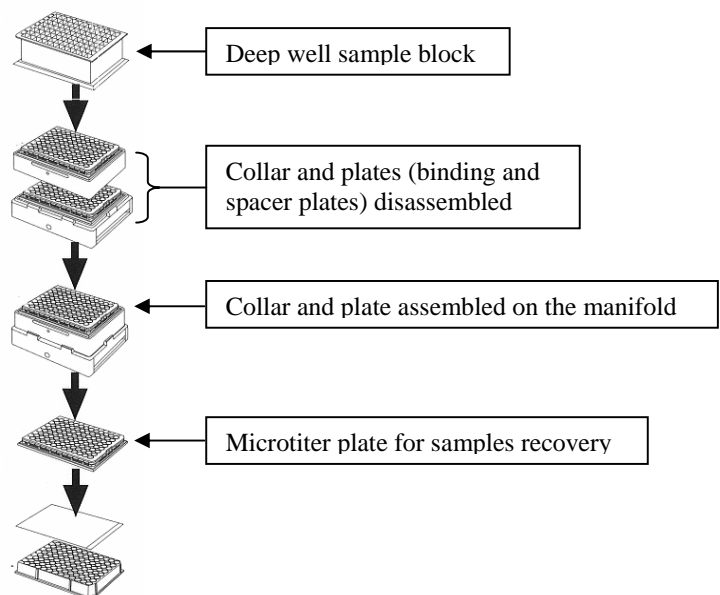 Deep well sample block
Collar and plates (binding and
spacer plates) disassembled
Collar and plate assembled on the manifold
Microtiter plate for samples recovery